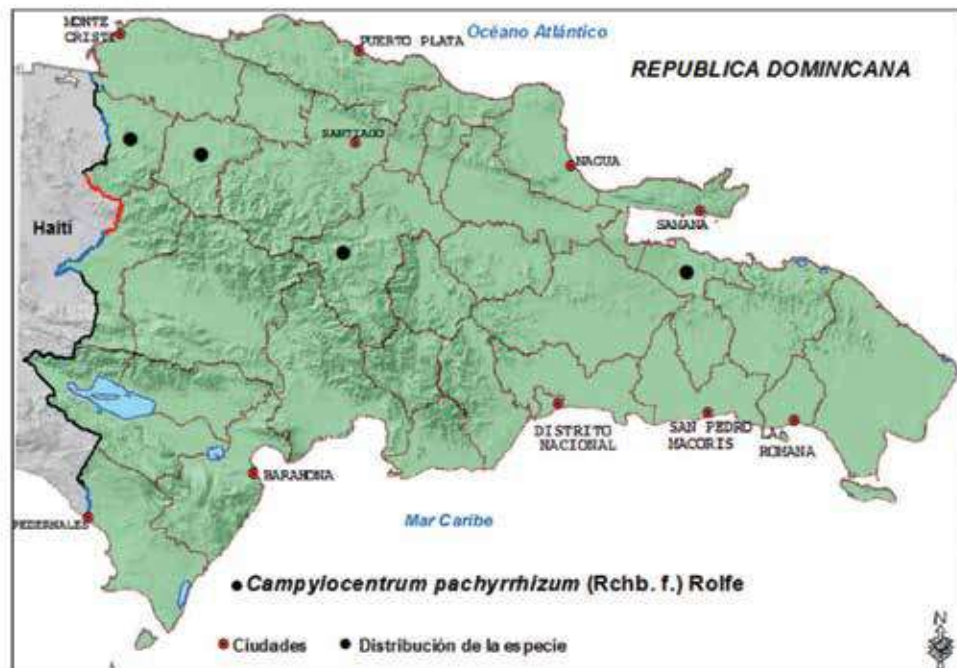 MONTE
CRISTI
PUERTO PLATA
Océano Atlántico
REPUBLICA DOMINICANA
SANTIAGO
NAGUA
SAMANA
Haití
DISTRITO
NACIONAL
SAN PEDRO
MACORIS
LA
ROMANA
BARAHONA
PEDERNALES
Mar Caribe
Campylocentrum pachyrrhizum (Rchb. f.) Rolfe
Ciudades
Distribución de la especie
N